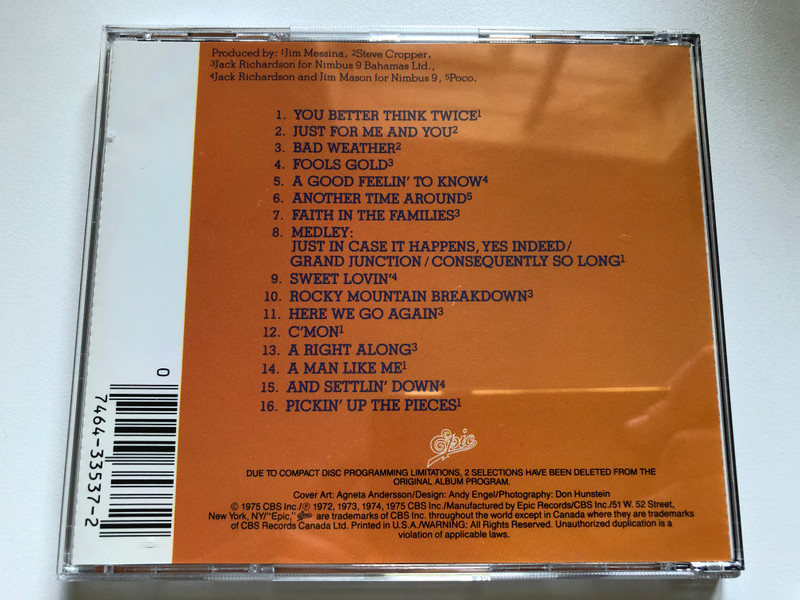 Produced by: ¹Jim Messina, ²Steve Cropper,
³Jack Richardson for Nimbus 9 Bahamas Ltd.,
⁴Jack Richardson and Jim Mason for Nimbus 9, ⁵Poco.
1. YOU BETTER THINK TWICE¹
2. JUST FOR ME AND YOU²
3. BAD WEATHER²
4. FOOLS GOLD³
5. A GOOD FEELIN' TO KNOW⁴
6. ANOTHER TIME AROUND⁵
7. FAITH IN THE FAMILIES³
8. MEDLEY:
JUST IN CASE IT HAPPENS, YES INDEED/
GRAND JUNCTION/CONSEQUENTLY SO LONG¹
9. SWEET LOVIN'⁴
10. ROCKY MOUNTAIN BREAKDOWN³
11. HERE WE GO AGAIN³
12. C'MON¹
13. A RIGHT ALONG³
14. A MAN LIKE ME¹
15. AND SETTLIN' DOWN⁴
16. PICKIN' UP THE PIECES¹
Epic
DUE TO COMPACT DISC PROGRAMMING LIMITATIONS, 2 SELECTIONS HAVE BEEN DELETED FROM THE
ORIGINAL ALBUM PROGRAM.
Cover Art: Agneta Andersson/Design: Andy Engel/Photography: Don Hunstein
© 1975 CBS Inc./℗ 1972, 1973, 1974, 1975 CBS Inc./Manufactured by Epic Records/CBS Inc./51 W. 52 Street,
New York, NY/"Epic," Epic are trademarks of CBS Inc. throughout the world except in Canada where they are trademarks
of CBS Records Canada Ltd. Printed in U.S.A./WARNING: All Rights Reserved. Unauthorized duplication is a
violation of applicable laws.
0
7464-33537-2